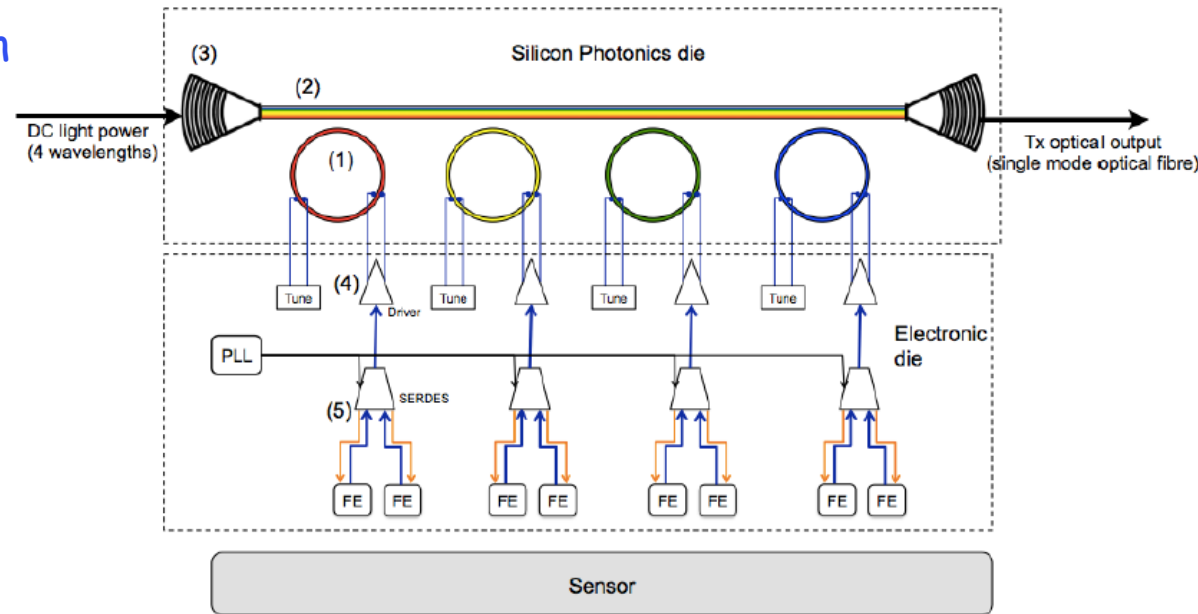 n
(3)
Silicon Photonics die
(2)
DC light power
(4 wavelengths)
Tx optical output
(single mode optical fibre)
(1)
Tune
(4)
Tune
Tune
Tune
Driver
Electronic
die
PLL
SERDES
(5)
FE
FE
FE
FE
FE
FE
FE
FE
Sensor